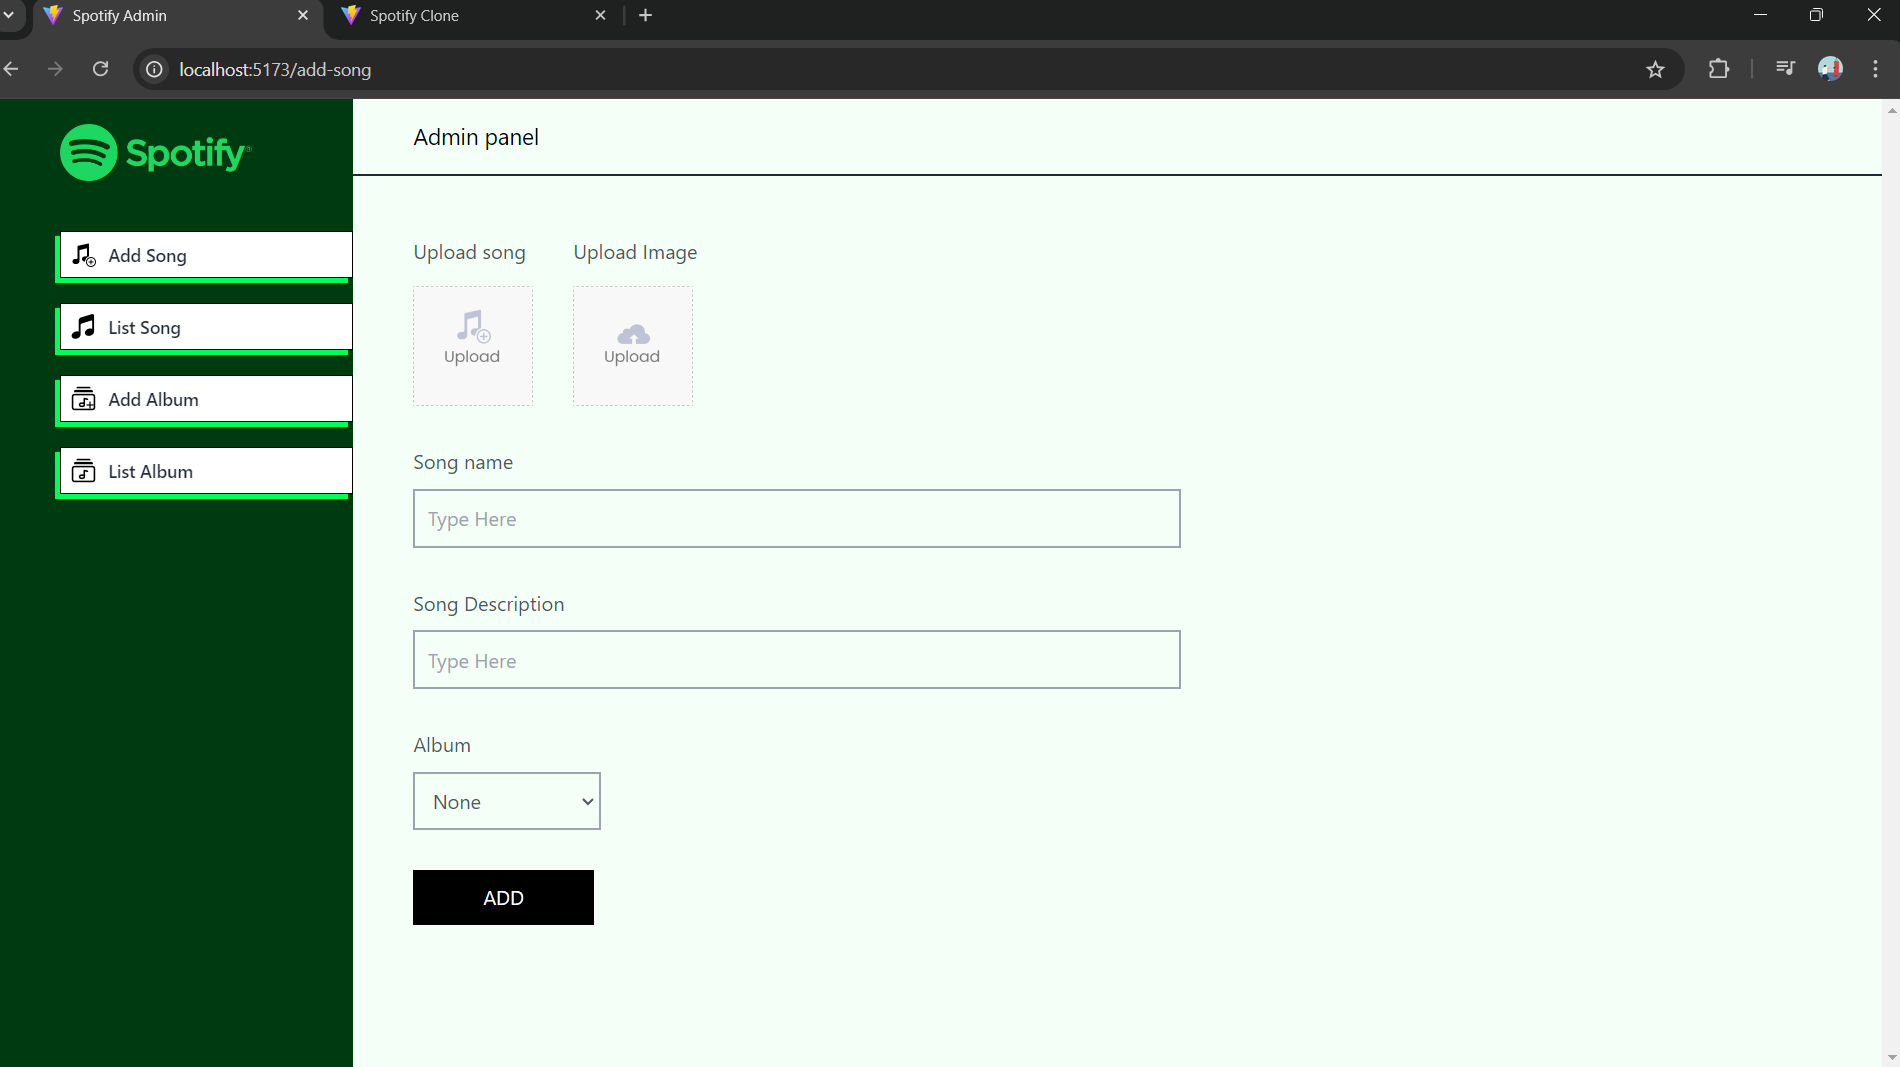 Spotify Admin
Spotify Clone
localhost:5173/add-song
Spotify®
Admin panel
Add Song
List Song
Add Album
List Album
Upload song
Upload Image
Upload
Upload
Song name
Type Here
Song Description
Type Here
Album
None
ADD